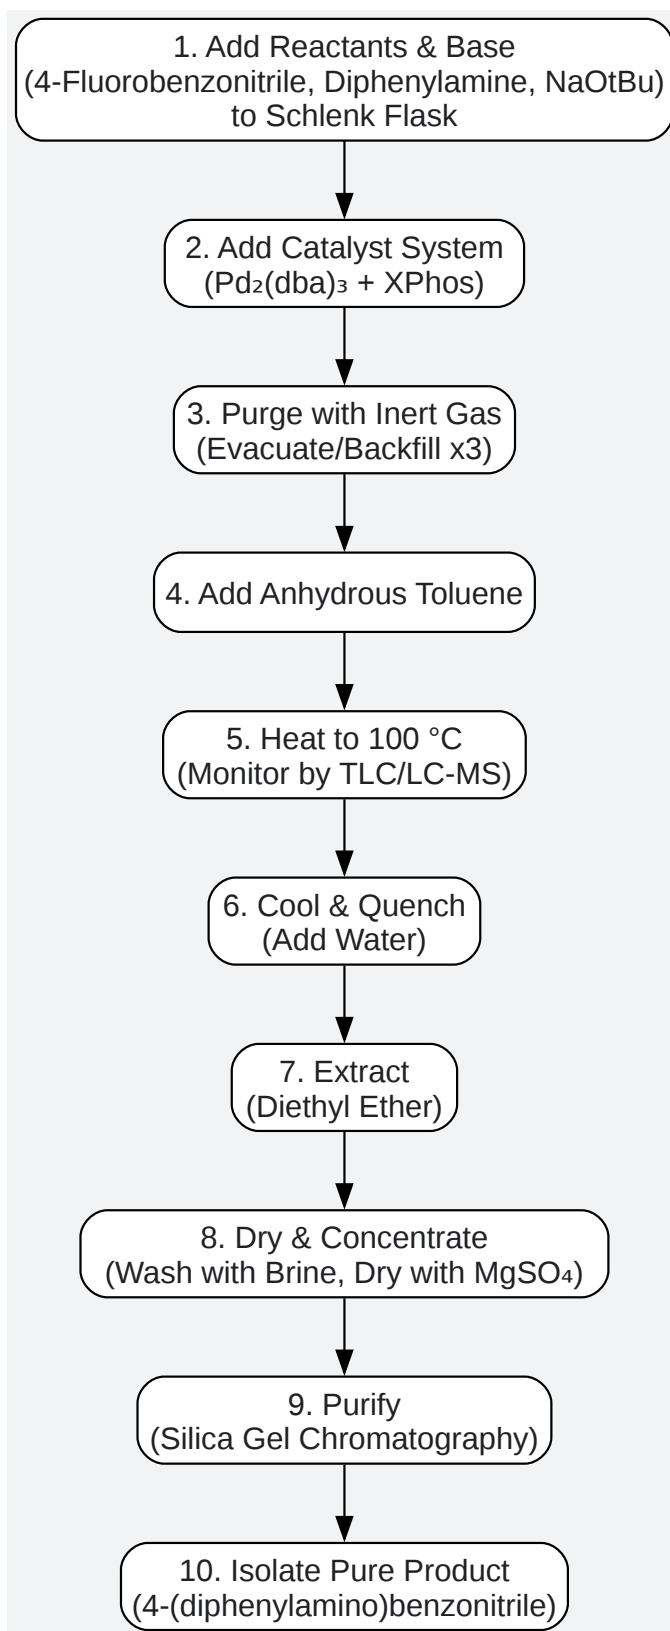 1. Add Reactants & Base
(4-Fluorobenzonitrile, Diphenylamine, NaOtBu)
to Schlenk Flask
2. Add Catalyst System
(Pd₂(dba)₃ + XPhos)
3. Purge with Inert Gas
(Evacuate/Backfill x3)
4. Add Anhydrous Toluene
5. Heat to 100 °C
(Monitor by TLC/LC-MS)
6. Cool & Quench
(Add Water)
7. Extract
(Diethyl Ether)
8. Dry & Concentrate
(Wash with Brine, Dry with MgSO₄)
9. Purify
(Silica Gel Chromatography)
10. Isolate Pure Product
(4-(diphenylamino)benzonitrile)